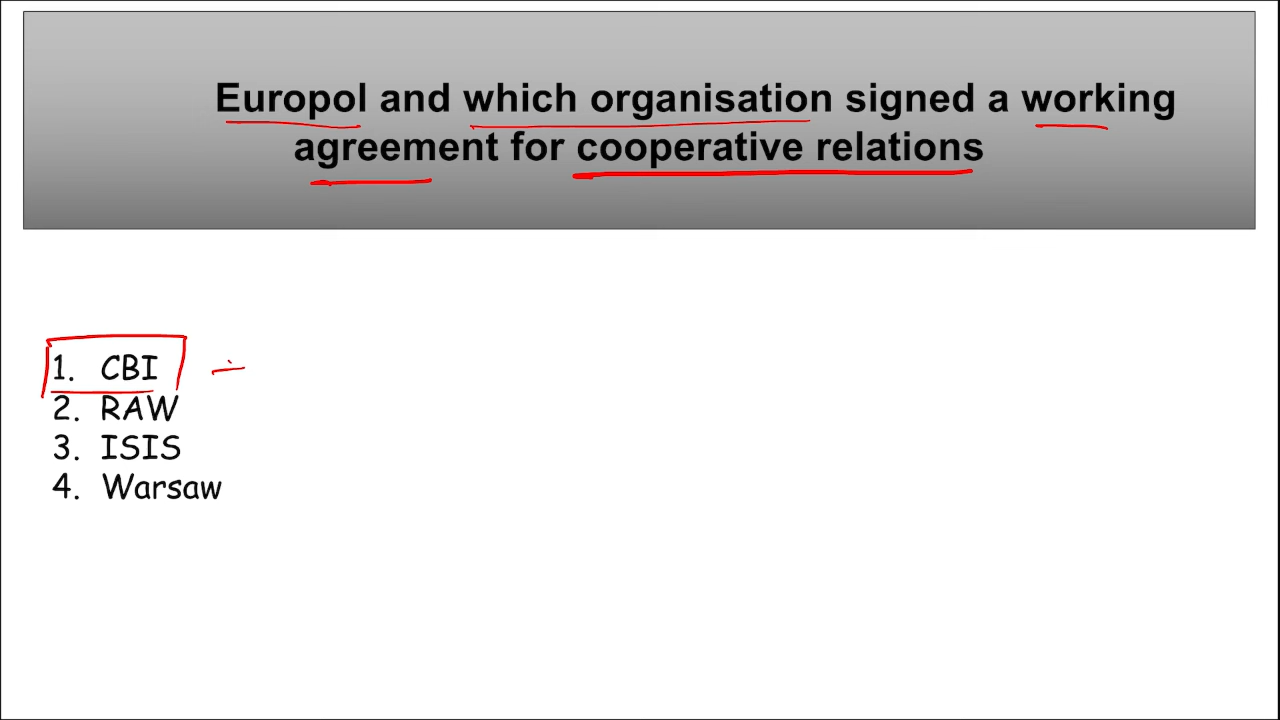 Europol and which organisation signed a working
agreement for cooperative relations
1. CBI
2. RAW
3. ISIS
4. Warsaw